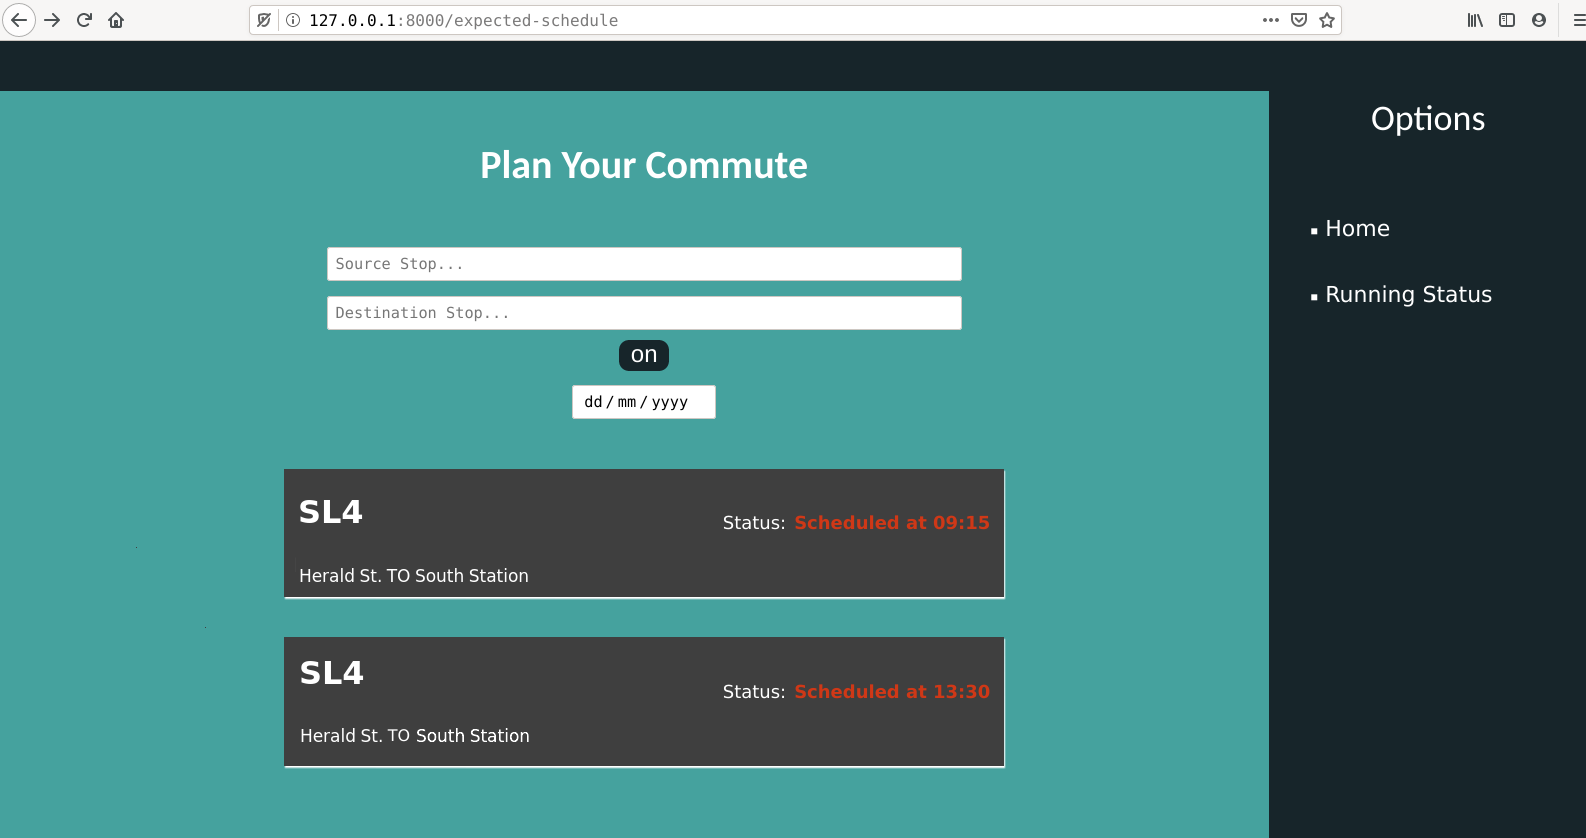 127.0.0.1:8000/expected-schedule
Options
Plan Your Commute
Home
Source Stop...
Running Status
Destination Stop...
on
dd / mm / yyyy
SL4
Status: Scheduled at 09:15
Herald St. TO South Station
SL4
Status: Scheduled at 13:30
Herald St. TO South Station